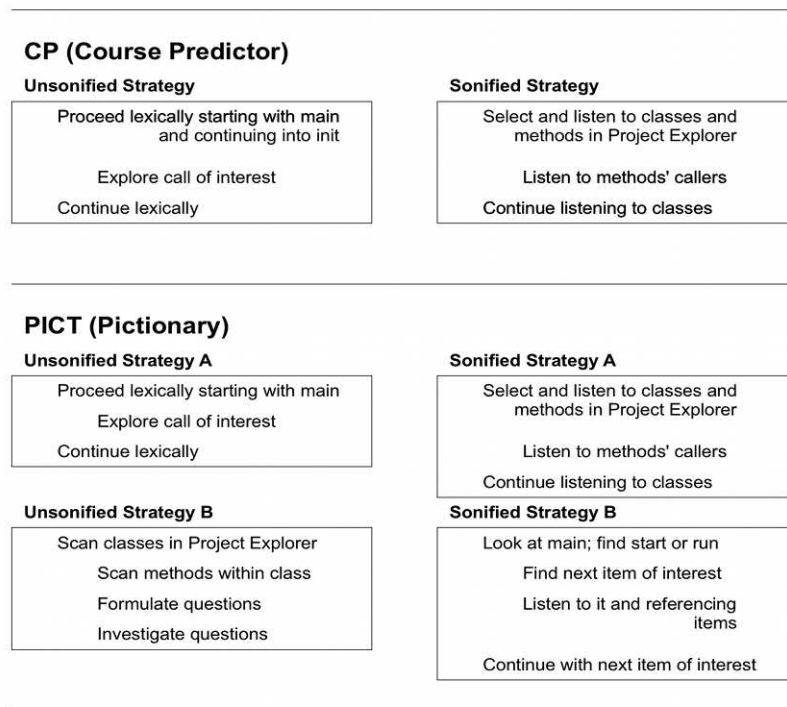 CP (Course Predictor)
Unsonified Strategy
Proceed lexically starting with main
and continuing into init
Explore call of interest
Continue lexically
Sonified Strategy
Select and listen to classes and
methods in Project Explorer
Listen to methods' callers
Continue listening to classes
PICT (Pictionary)
Unsonified Strategy A
Proceed lexically starting with main
Explore call of interest
Continue lexically
Sonified Strategy A
Select and listen to classes and
methods in Project Explorer
Listen to methods' callers
Continue listening to classes
Unsonified Strategy B
Scan classes in Project Explorer
Scan methods within class
Formulate questions
Investigate questions
Sonified Strategy B
Look at main; find start or run
Find next item of interest
Listen to it and referencing
items
Continue with next item of interest